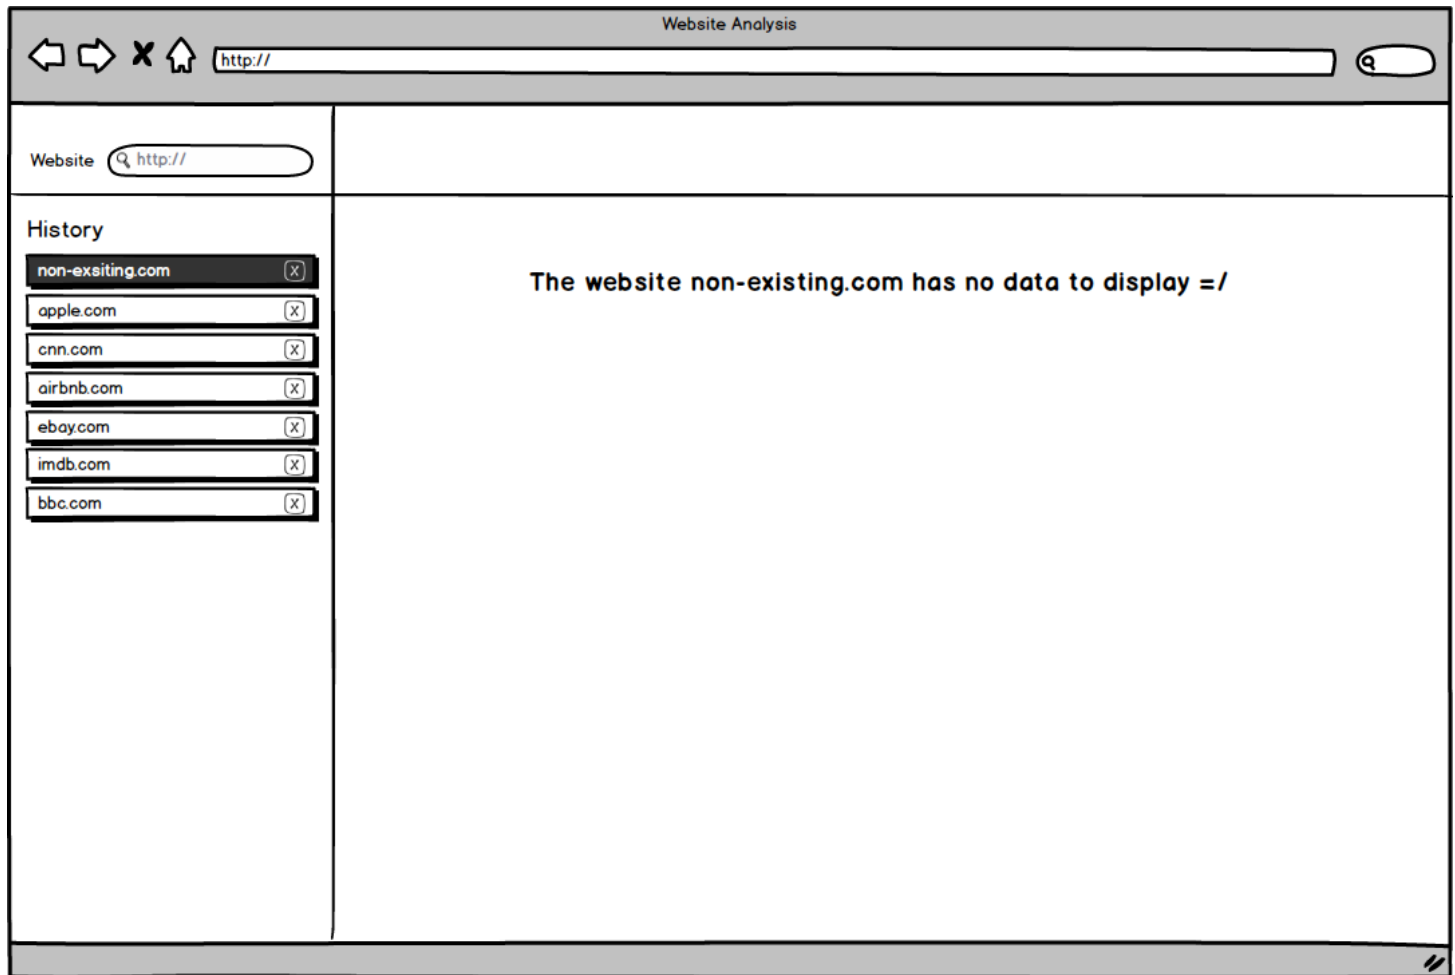 Website Analysis
http://
Website http://
History
non-exsiting.com X
The website non-existing.com has no data to display =/
apple.com X
cnn.com X
airbnb.com X
ebay.com X
imdb.com X
bbc.com X